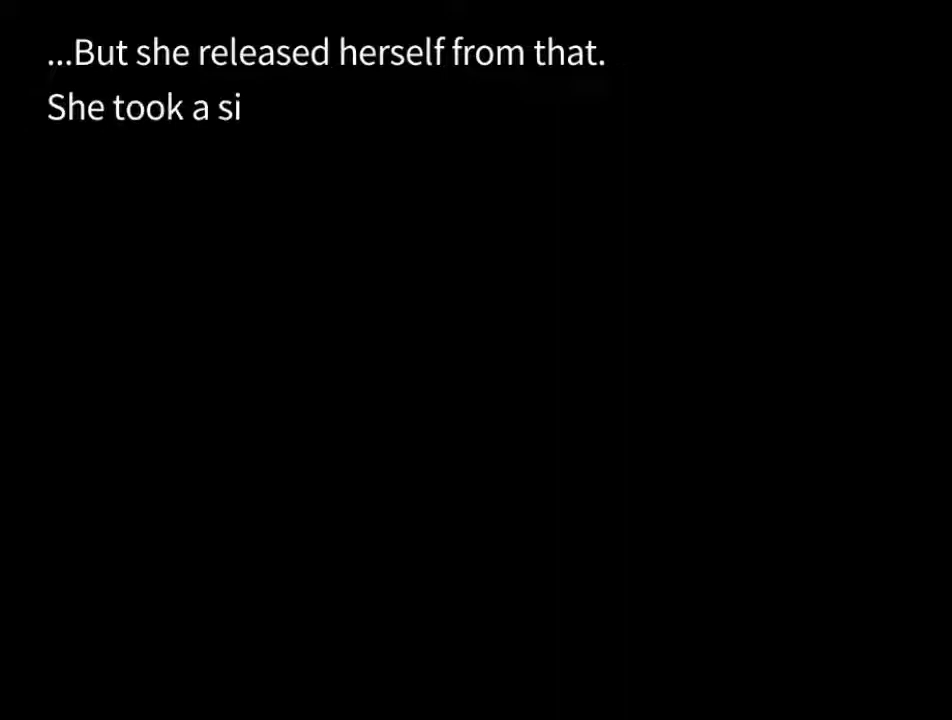 ...But she released herself from that.
She took a si